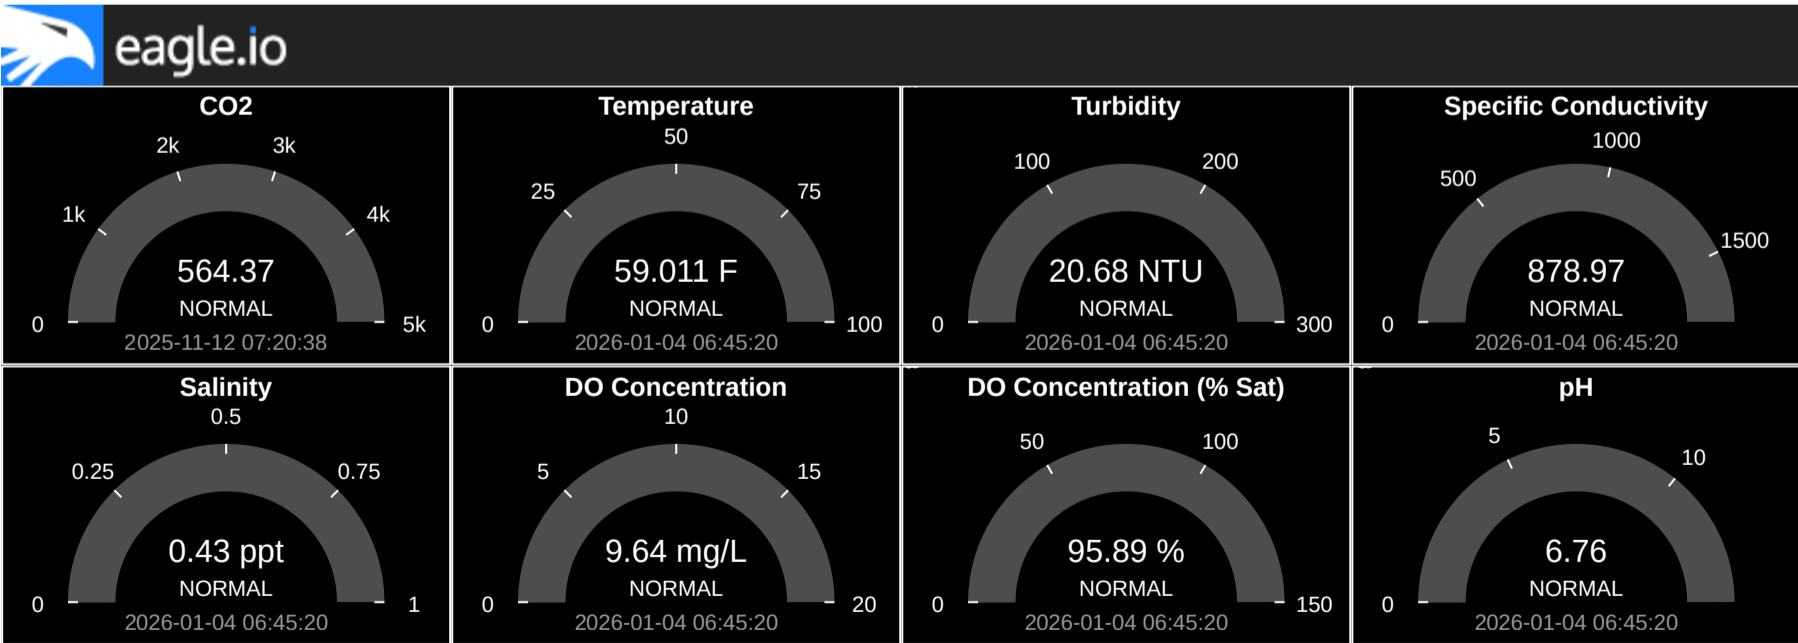 eagle.io
CO2
2k
3k
1k
4k
564.37
NORMAL
0
5k
2025-11-12 07:20:38
Temperature
50
25
75
59.011 F
NORMAL
0
100
2026-01-04 06:45:20
Turbidity
100
200
20.68 NTU
NORMAL
0
300
2026-01-04 06:45:20
Specific Conductivity
1000
500
1500
878.97
NORMAL
0
2026-01-04 06:45:20
Salinity
0.5
0.25
0.75
0.43 ppt
NORMAL
0
1
2026-01-04 06:45:20
DO Concentration
10
5
15
9.64 mg/L
NORMAL
0
20
2026-01-04 06:45:20
DO Concentration (% Sat)
50
100
95.89 %
NORMAL
0
150
2026-01-04 06:45:20
pH
5
10
6.76
NORMAL
0
2026-01-04 06:45:20